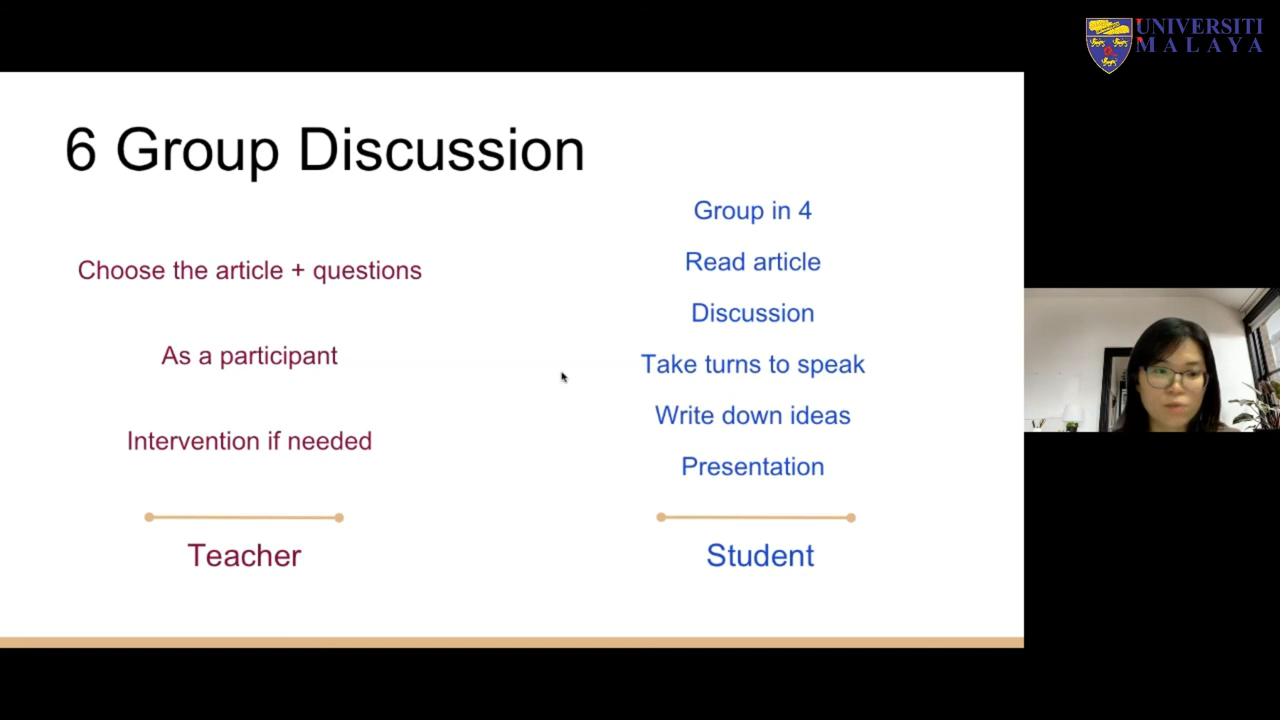 UNIVERSITI
MALAYA
6 Group Discussion
Choose the article + questions
As a participant
Intervention if needed
Teacher
Group in 4
Read article
Discussion
Take turns to speak
Write down ideas
Presentation
Student